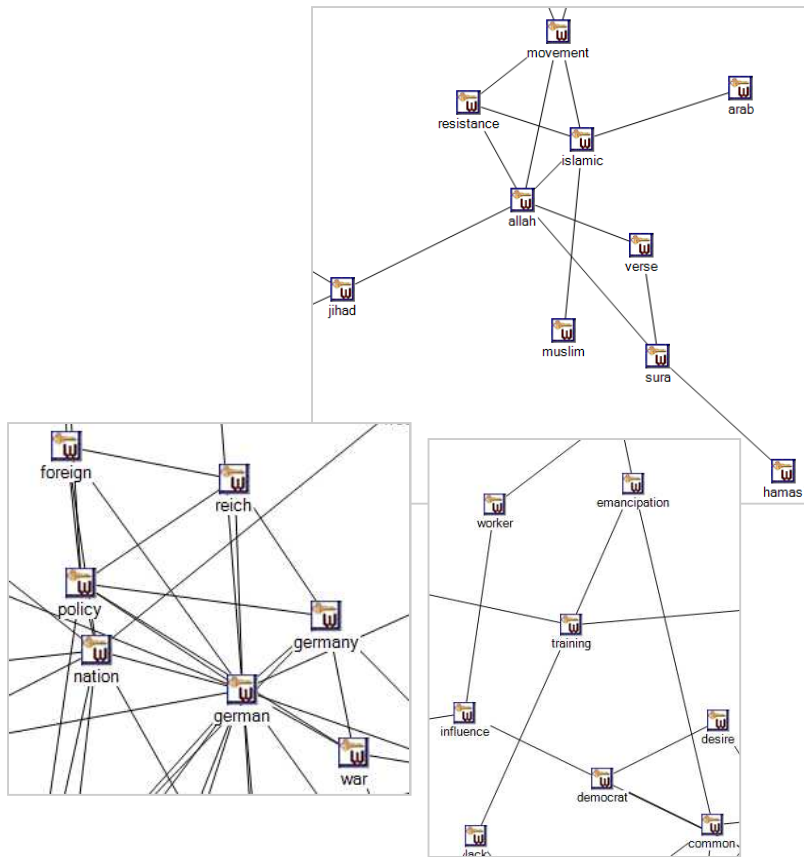 movement
resistance
arab
islamic
allah
verse
jihad
muslim
sura
hamas
foreign
reich
policy
germany
nation
german
war
worker
emancipation
training
influence
desire
democrat
common
lack